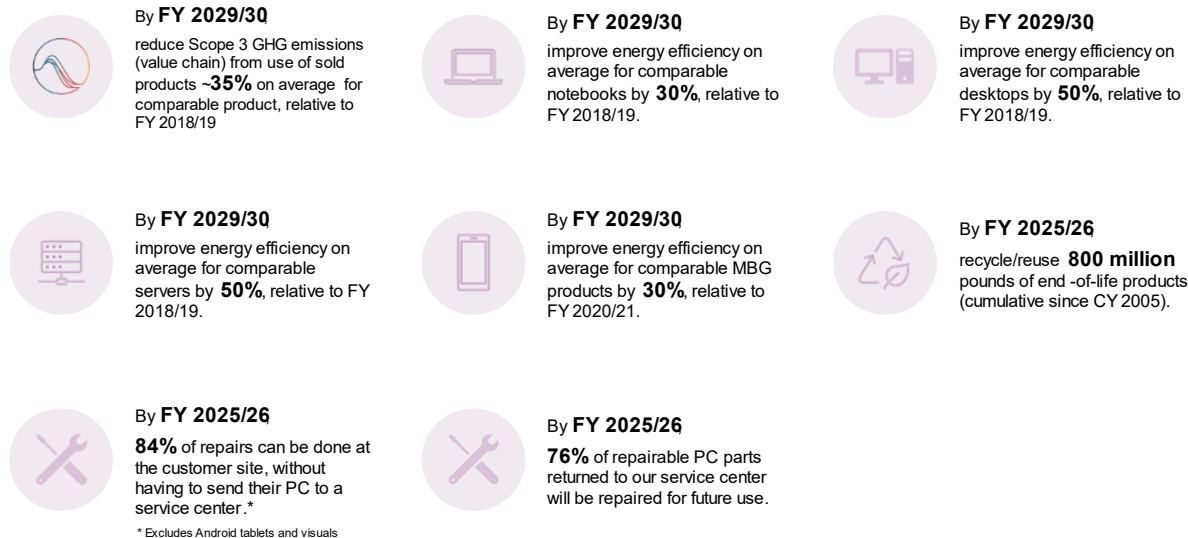 By FY 2029/30,
reduce Scope 3 GHG emissions
(value chain) from use of sold
products ~35% on average for
comparable product, relative to
FY 2018/19
By FY 2029/30,
improve energy efficiency on
average for comparable
notebooks by 30%, relative to
FY 2018/19.
By FY 2029/30,
improve energy efficiency on
average for comparable
desktops by 50%, relative to
FY 2018/19.
By FY 2029/30,
improve energy efficiency on
average for comparable
servers by 50%, relative to FY
2018/19.
By FY 2029/30,
improve energy efficiency on
average for comparable MBG
products by 30%, relative to
FY 2020/21.
By FY 2025/26,
recycle/reuse 800 million
pounds of end -of-life products
(cumulative since CY 2005).
By FY 2025/26,
84% of repairs can be done at
the customer site, without
having to send their PC to a
service center.*
* Excludes Android tablets and visuals
By FY 2025/26,
76% of repairable PC parts
returned to our service center
will be repaired for future use.